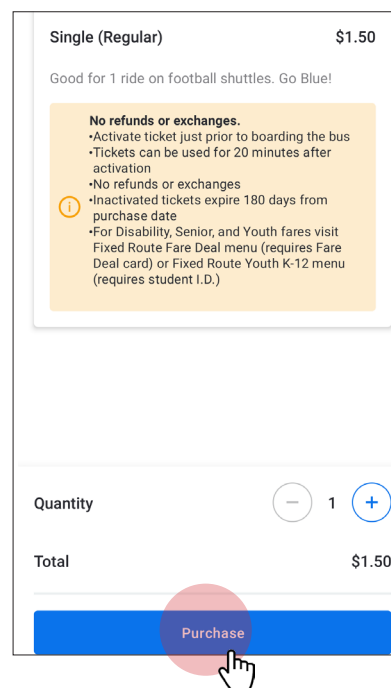 Single (Regular) $1.50
Good for 1 ride on football shuttles. Go Blue!
No refunds or exchanges.
•Activate ticket just prior to boarding the bus
•Tickets can be used for 20 minutes after
activation
•No refunds or exchanges
•Inactivated tickets expire 180 days from
purchase date
•For Disability, Senior, and Youth fares visit
Fixed Route Fare Deal menu (requires Fare
Deal card) or Fixed Route Youth K-12 menu
(requires student I.D.)
Quantity 1
Total $1.50
Purchase